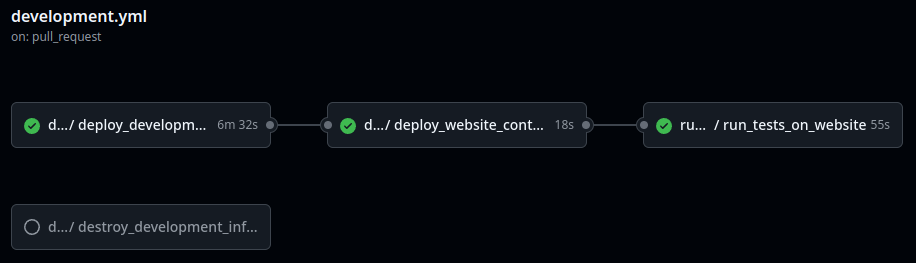 development.yml
on: pull_request
d.../ deploy_developm... 6m 32s
d.../ deploy_website_cont... 18s
ru... / run_tests_on_website 55s
d.../ destroy_development_inf...